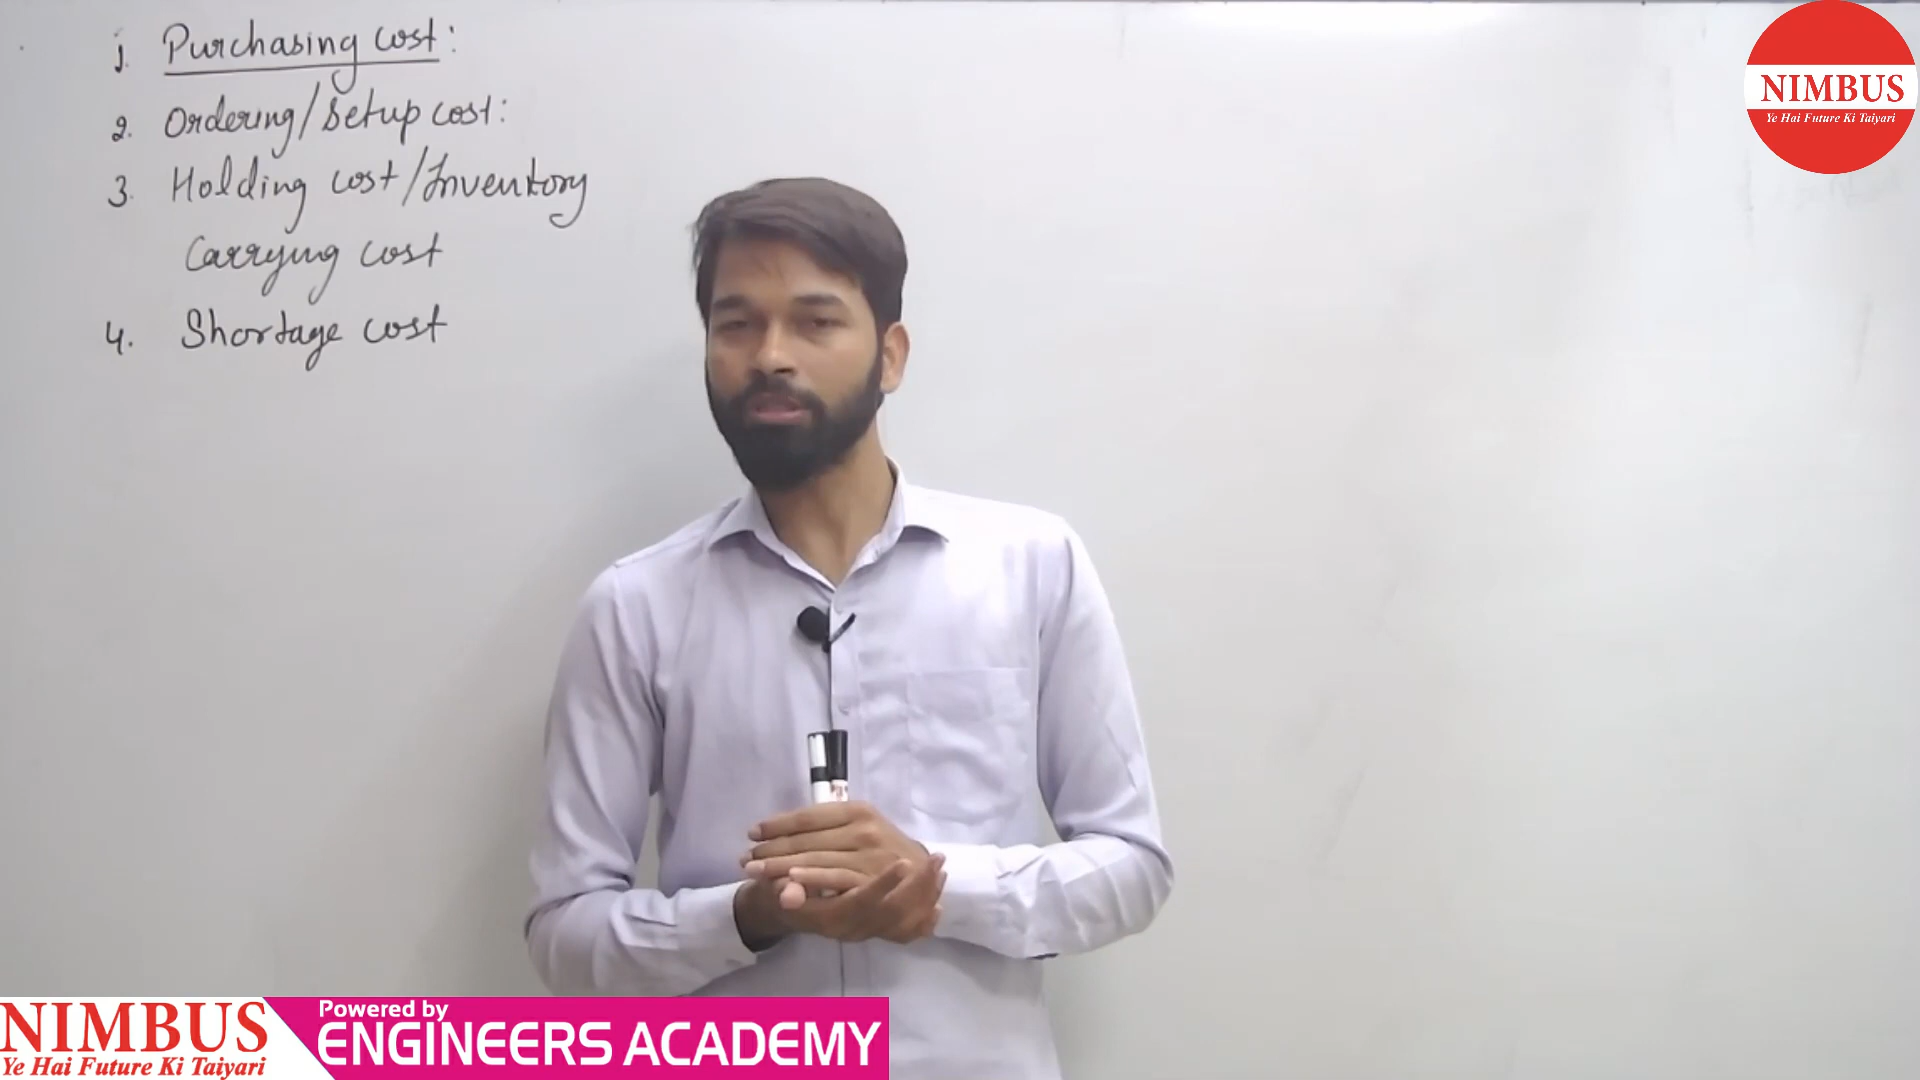 1. Purchasing cost:
2. Ordering/Setup cost:
3. Holding cost/Inventory
Carrying cost
4. Shortage cost
NIMBUS
Ye Hai Future Ki Taiyari
NIMBUS
Ye Hai Future Ki Taiyari
Powered by
ENGINEERS ACADEMY